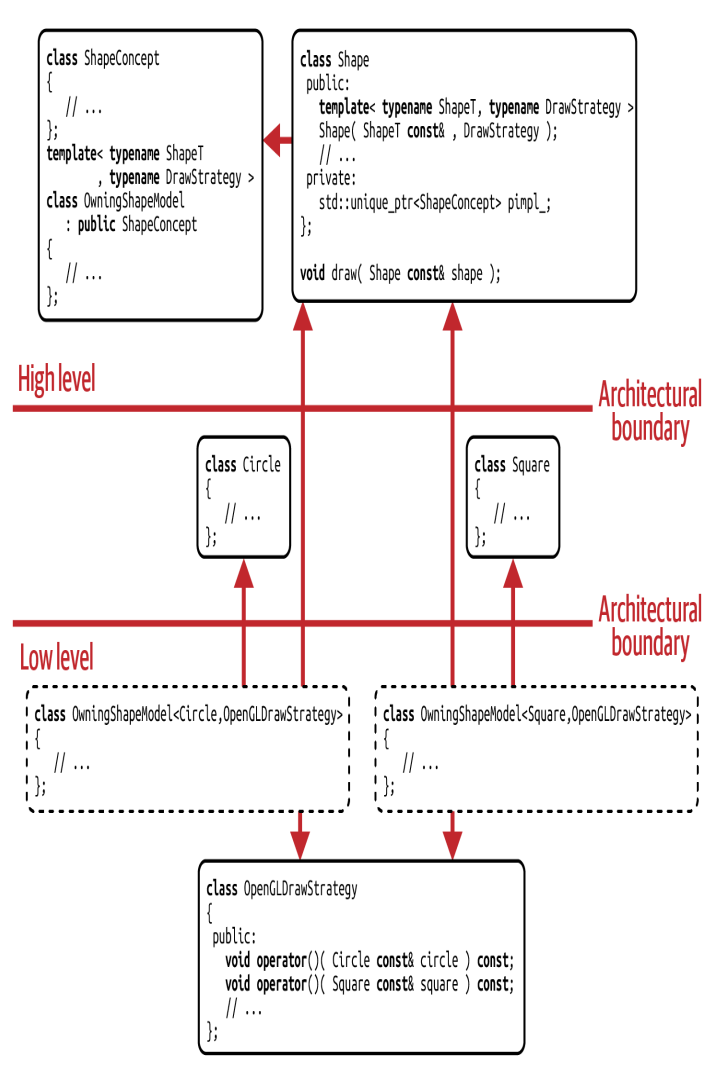 class ShapeConcept
{
   // ...
};
template< typename ShapeT
        , typename DrawStrategy >
class OwningShapeModel
   : public ShapeConcept
{
   // ...
};
class Shape
 public:
   template< typename ShapeT, typename DrawStrategy >
   Shape( ShapeT const& , DrawStrategy );
   // ...
 private:
   std::unique_ptr<ShapeConcept> pimpl_;
};

void draw( Shape const& shape );
High level
Architectural
boundary
class Circle
{
   // ...
};
class Square
{
   // ...
};
Architectural
boundary
Low level
class OwningShapeModel<Circle,OpenGLDrawStrategy>
{
   // ...
};
class OwningShapeModel<Square,OpenGLDrawStrategy>
{
   // ...
};
class OpenGLDrawStrategy
{
 public:
   void operator()( Circle const& circle ) const;
   void operator()( Square const& square ) const;
   // ...
};